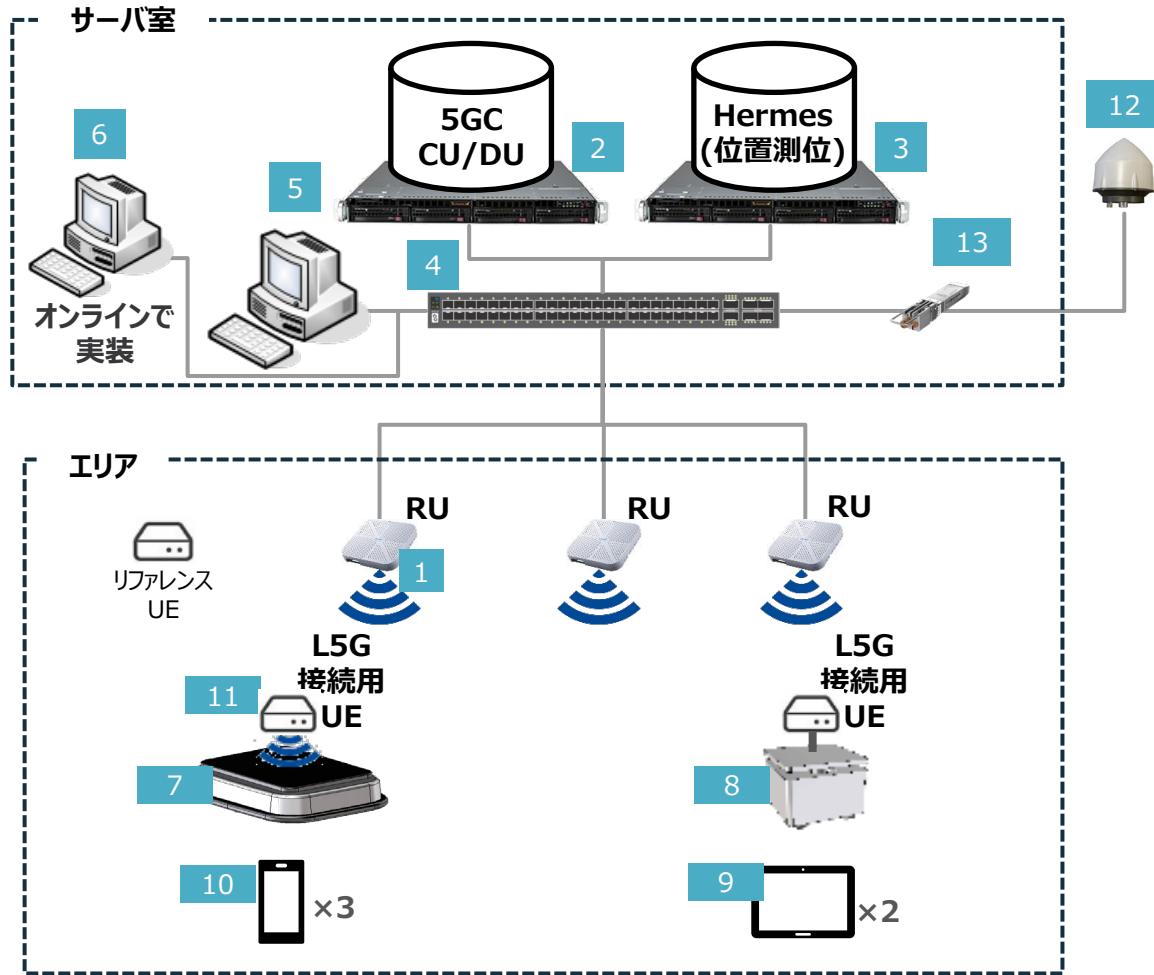 サーバ室
5GC
CU/DU
2
Hermes
(位置測位)
3
12
6
5
4
13
オンラインで
実装
エリア
RU
RU
RU
1
リファレンス
UE
L5G
接続用
UE
L5G
接続用
UE
11
7
8
10
×3
9
×2